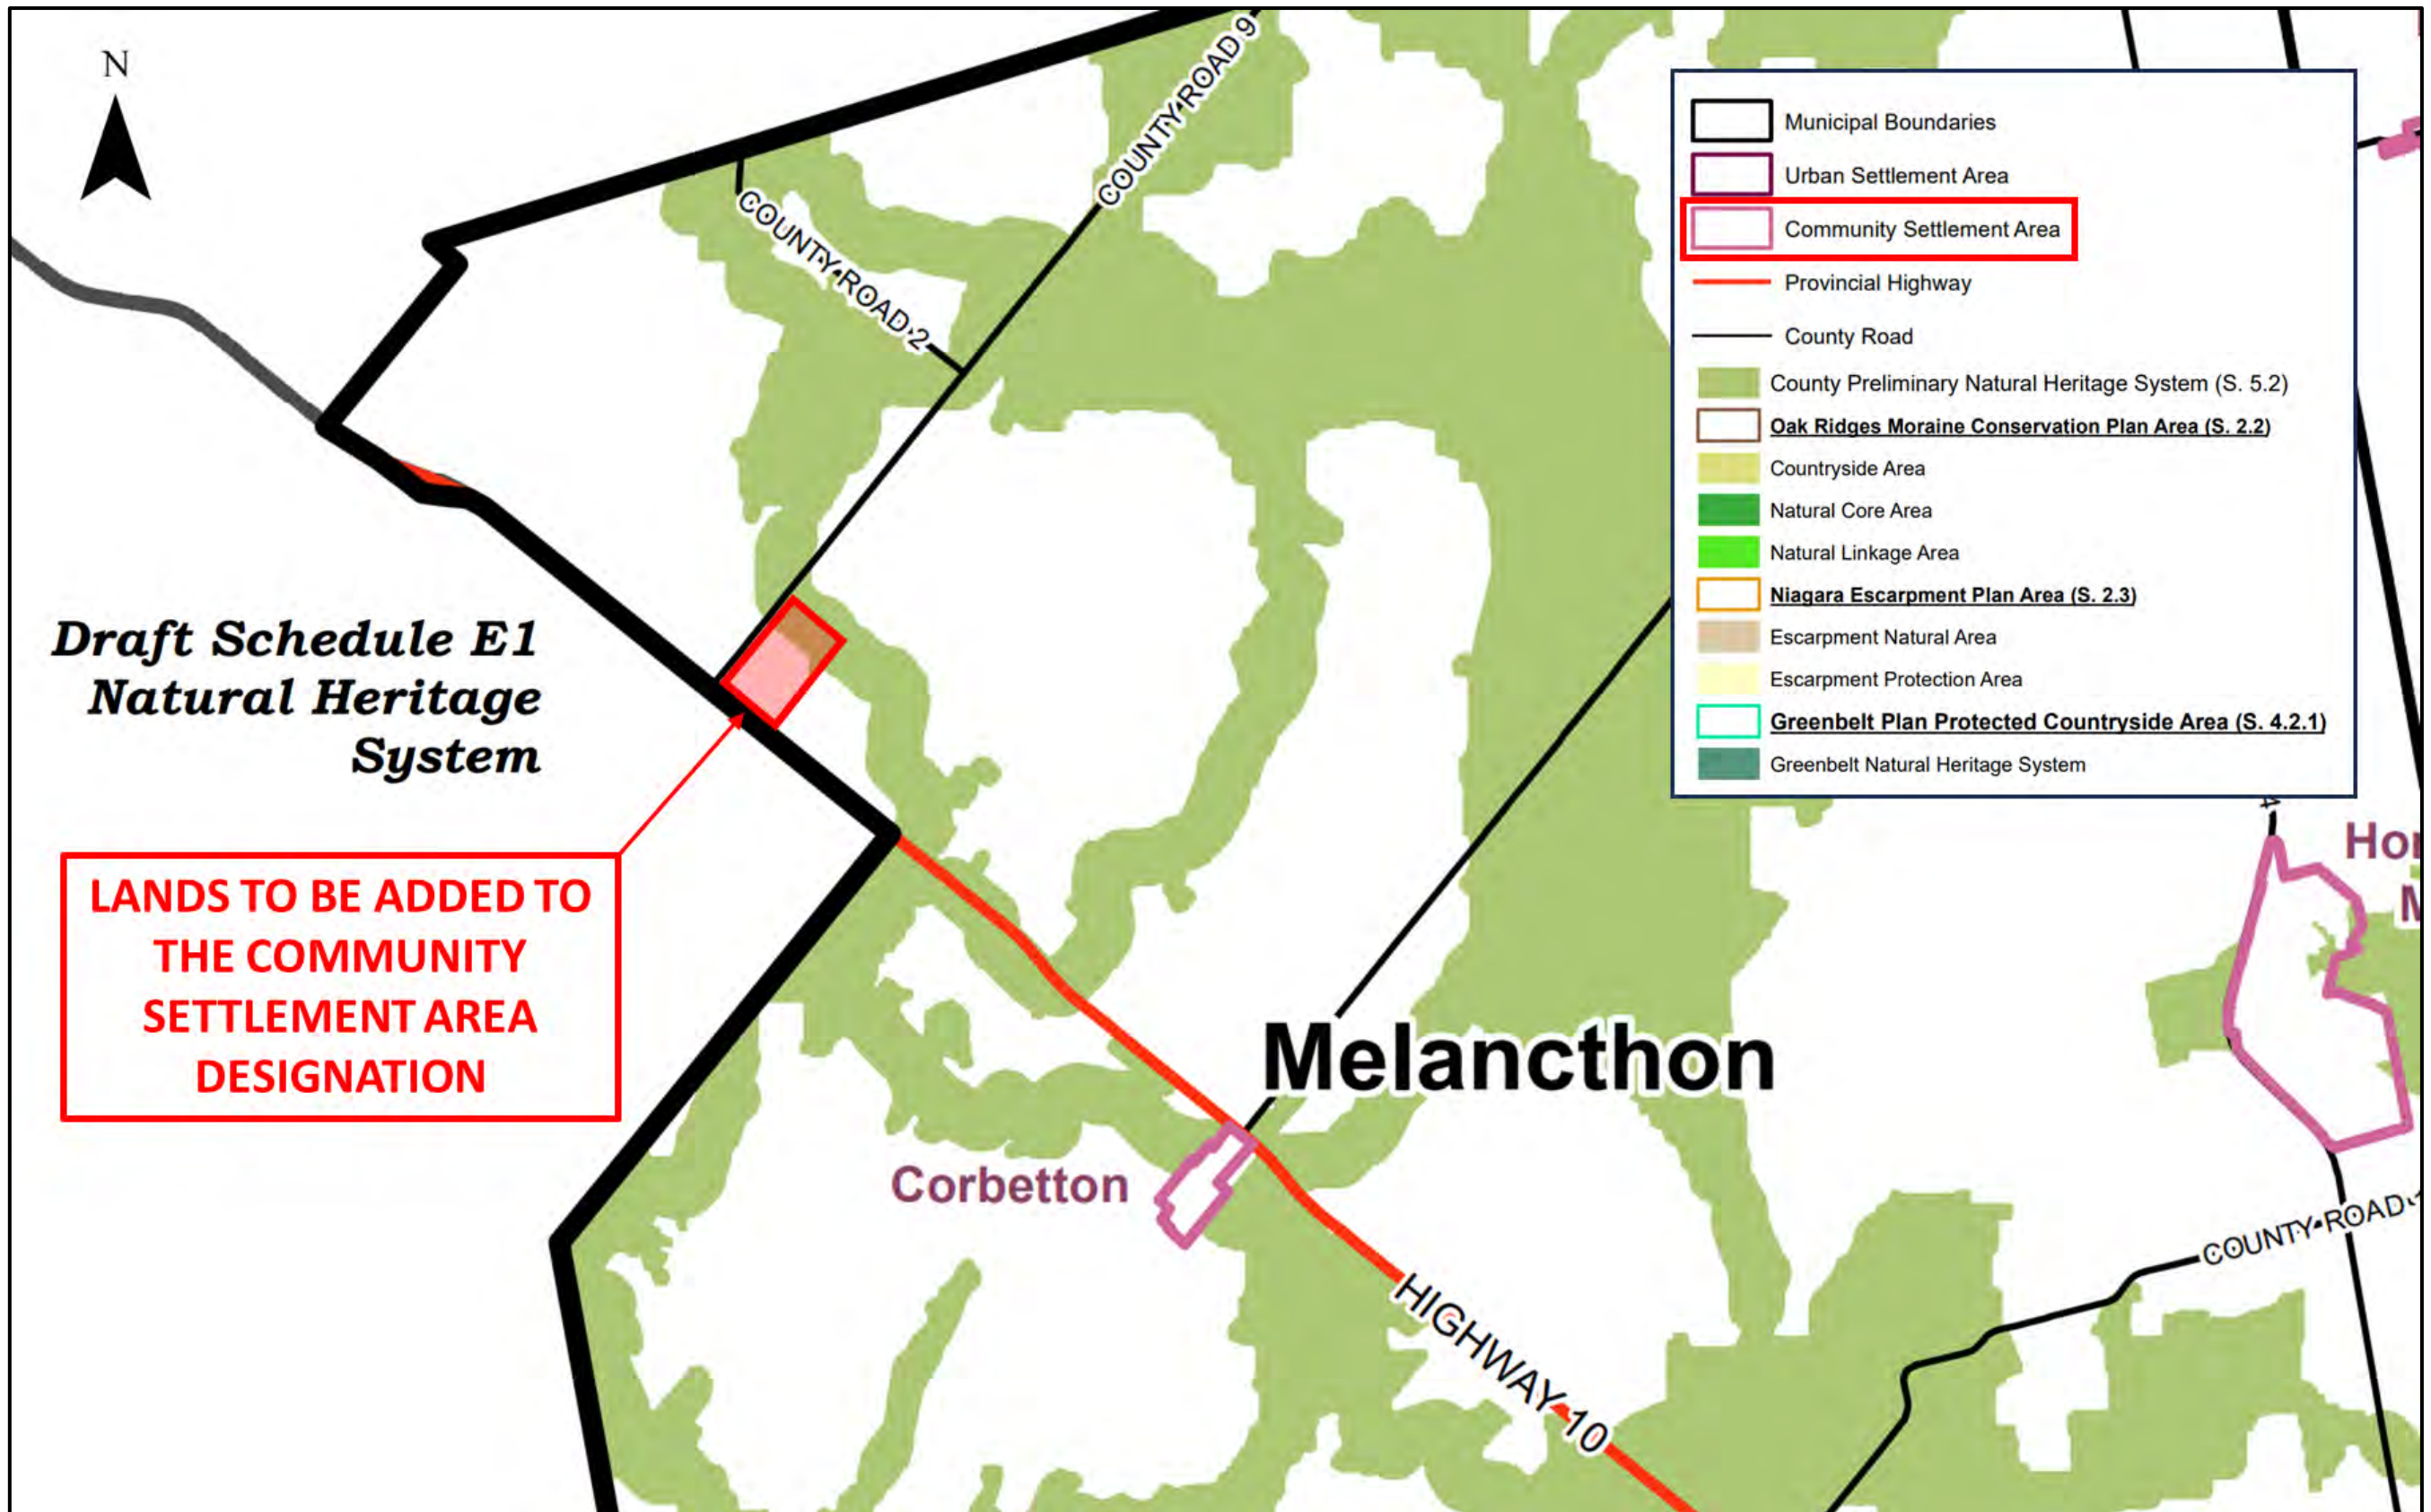 N
COUNTY ROAD 9
COUNTY ROAD 2
Municipal Boundaries
Urban Settlement Area
Community Settlement Area
Provincial Highway
County Road
County Preliminary Natural Heritage System (S. 5.2)
Oak Ridges Moraine Conservation Plan Area (S. 2.2)
Countryside Area
Natural Core Area
Natural Linkage Area
Niagara Escarpment Plan Area (S. 2.3)
Escarpment Natural Area
Escarpment Protection Area
Greenbelt Plan Protected Countryside Area (S. 4.2.1)
Greenbelt Natural Heritage System
Draft Schedule E1
Natural Heritage
System
LANDS TO BE ADDED TO
THE COMMUNITY
SETTLEMENT AREA
DESIGNATION
Melancthon
Corbetton
HIGHWAY 10
COUNTY ROAD